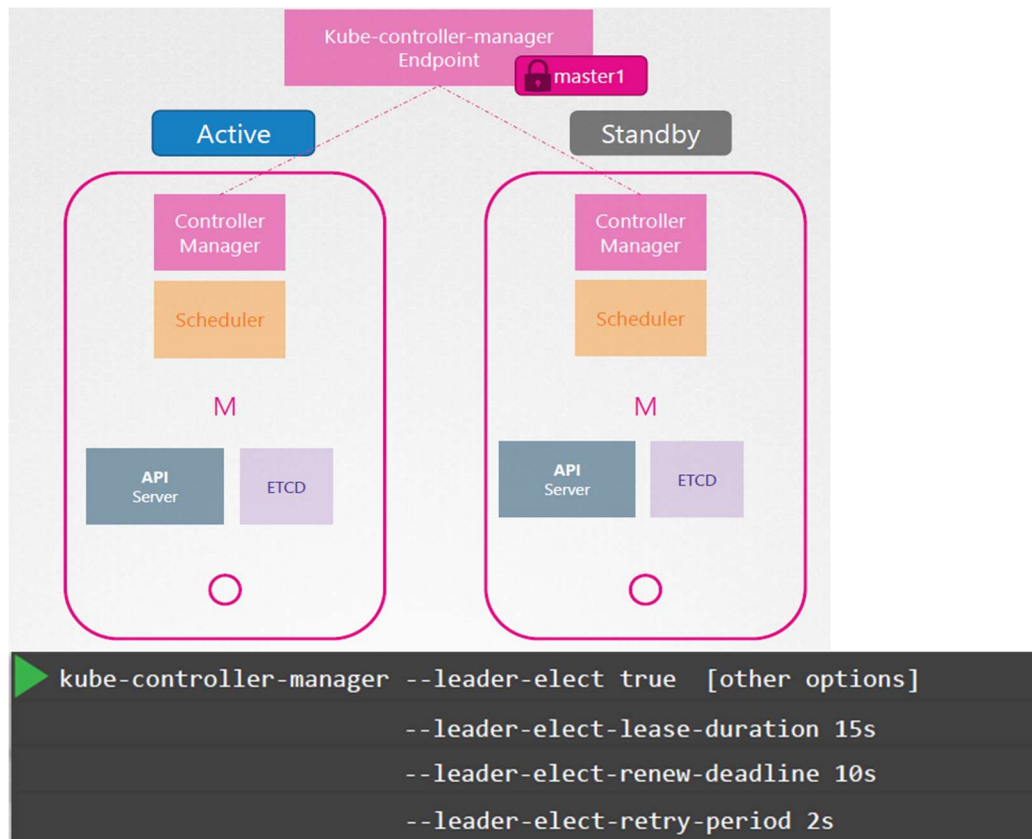 Kube-controller-manager
Endpoint
master1
Active
Standby
Controller
Manager
Controller
Manager
Scheduler
Scheduler
M
M
API
Server
ETCD
API
Server
ETCD
kube-controller-manager --leader-elect true [other options]
--leader-elect-lease-duration 15s
--leader-elect-renew-deadline 10s
--leader-elect-retry-period 2s